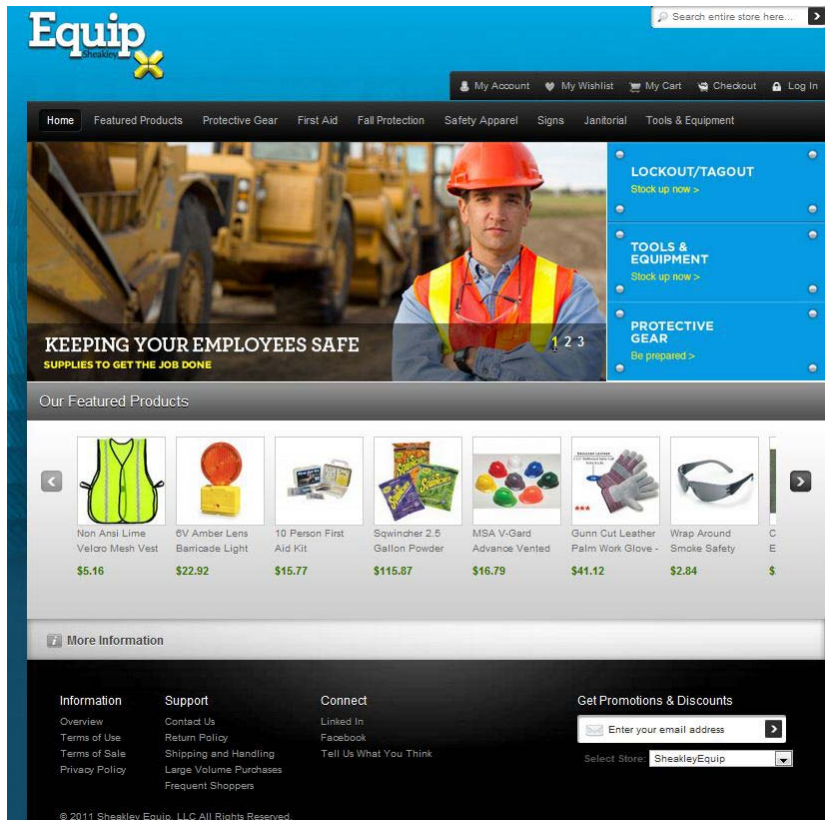 Equip
Sheakley
Search entire store here...
My Account My Wishlist My Cart Checkout Log In
Home Featured Products Protective Gear First Aid Fall Protection Safety Apparel Signs Janitorial Tools & Equipment
LOCKOUT/TAGOUT
Stock up now >
TOOLS &
EQUIPMENT
Stock up now >
PROTECTIVE
GEAR
Be prepared >
KEEPING YOUR EMPLOYEES SAFE
SUPPLIES TO GET THE JOB DONE
1 2 3
Our Featured Products
Non Ansi Lime
Velcro Mesh Vest
$5.16
6V Amber Lens
Barricade Light
$22.92
10 Person First
Aid Kit
$15.77
Sqwincher 2.5
Gallon Powder
$115.87
MSA V-Gard
Advance Vented
$16.79
Gunn Cut Leather
Palm Work Glove -
$41.12
Wrap Around
Smoke Safety
$2.84
C
E
$
More Information
Information
Overview
Terms of Use
Terms of Sale
Privacy Policy
Support
Contact Us
Return Policy
Shipping and Handling
Large Volume Purchases
Frequent Shoppers
Connect
Linked In
Facebook
Tell Us What You Think
Get Promotions & Discounts
Enter your email address
Select Store: SheakleyEquip
© 2011 Sheakley Equip, LLC All Rights Reserved.